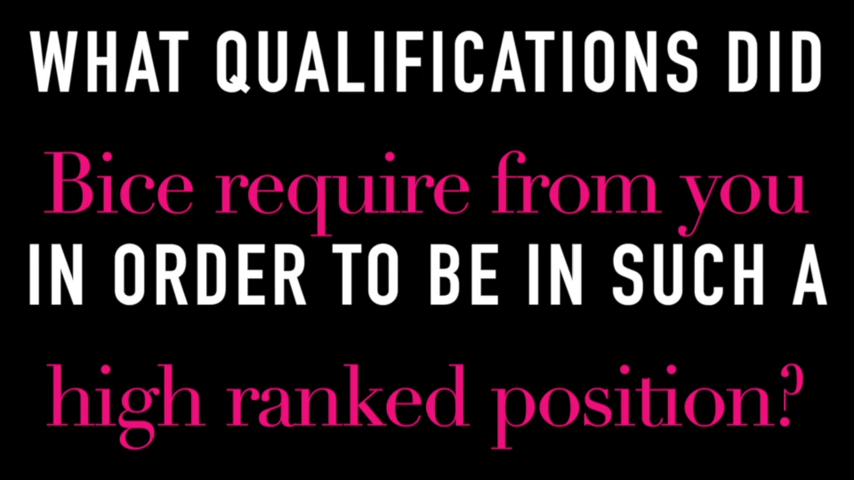 WHAT QUALIFICATIONS DID
Bice require from you
IN ORDER TO BE IN SUCH A
high ranked position?